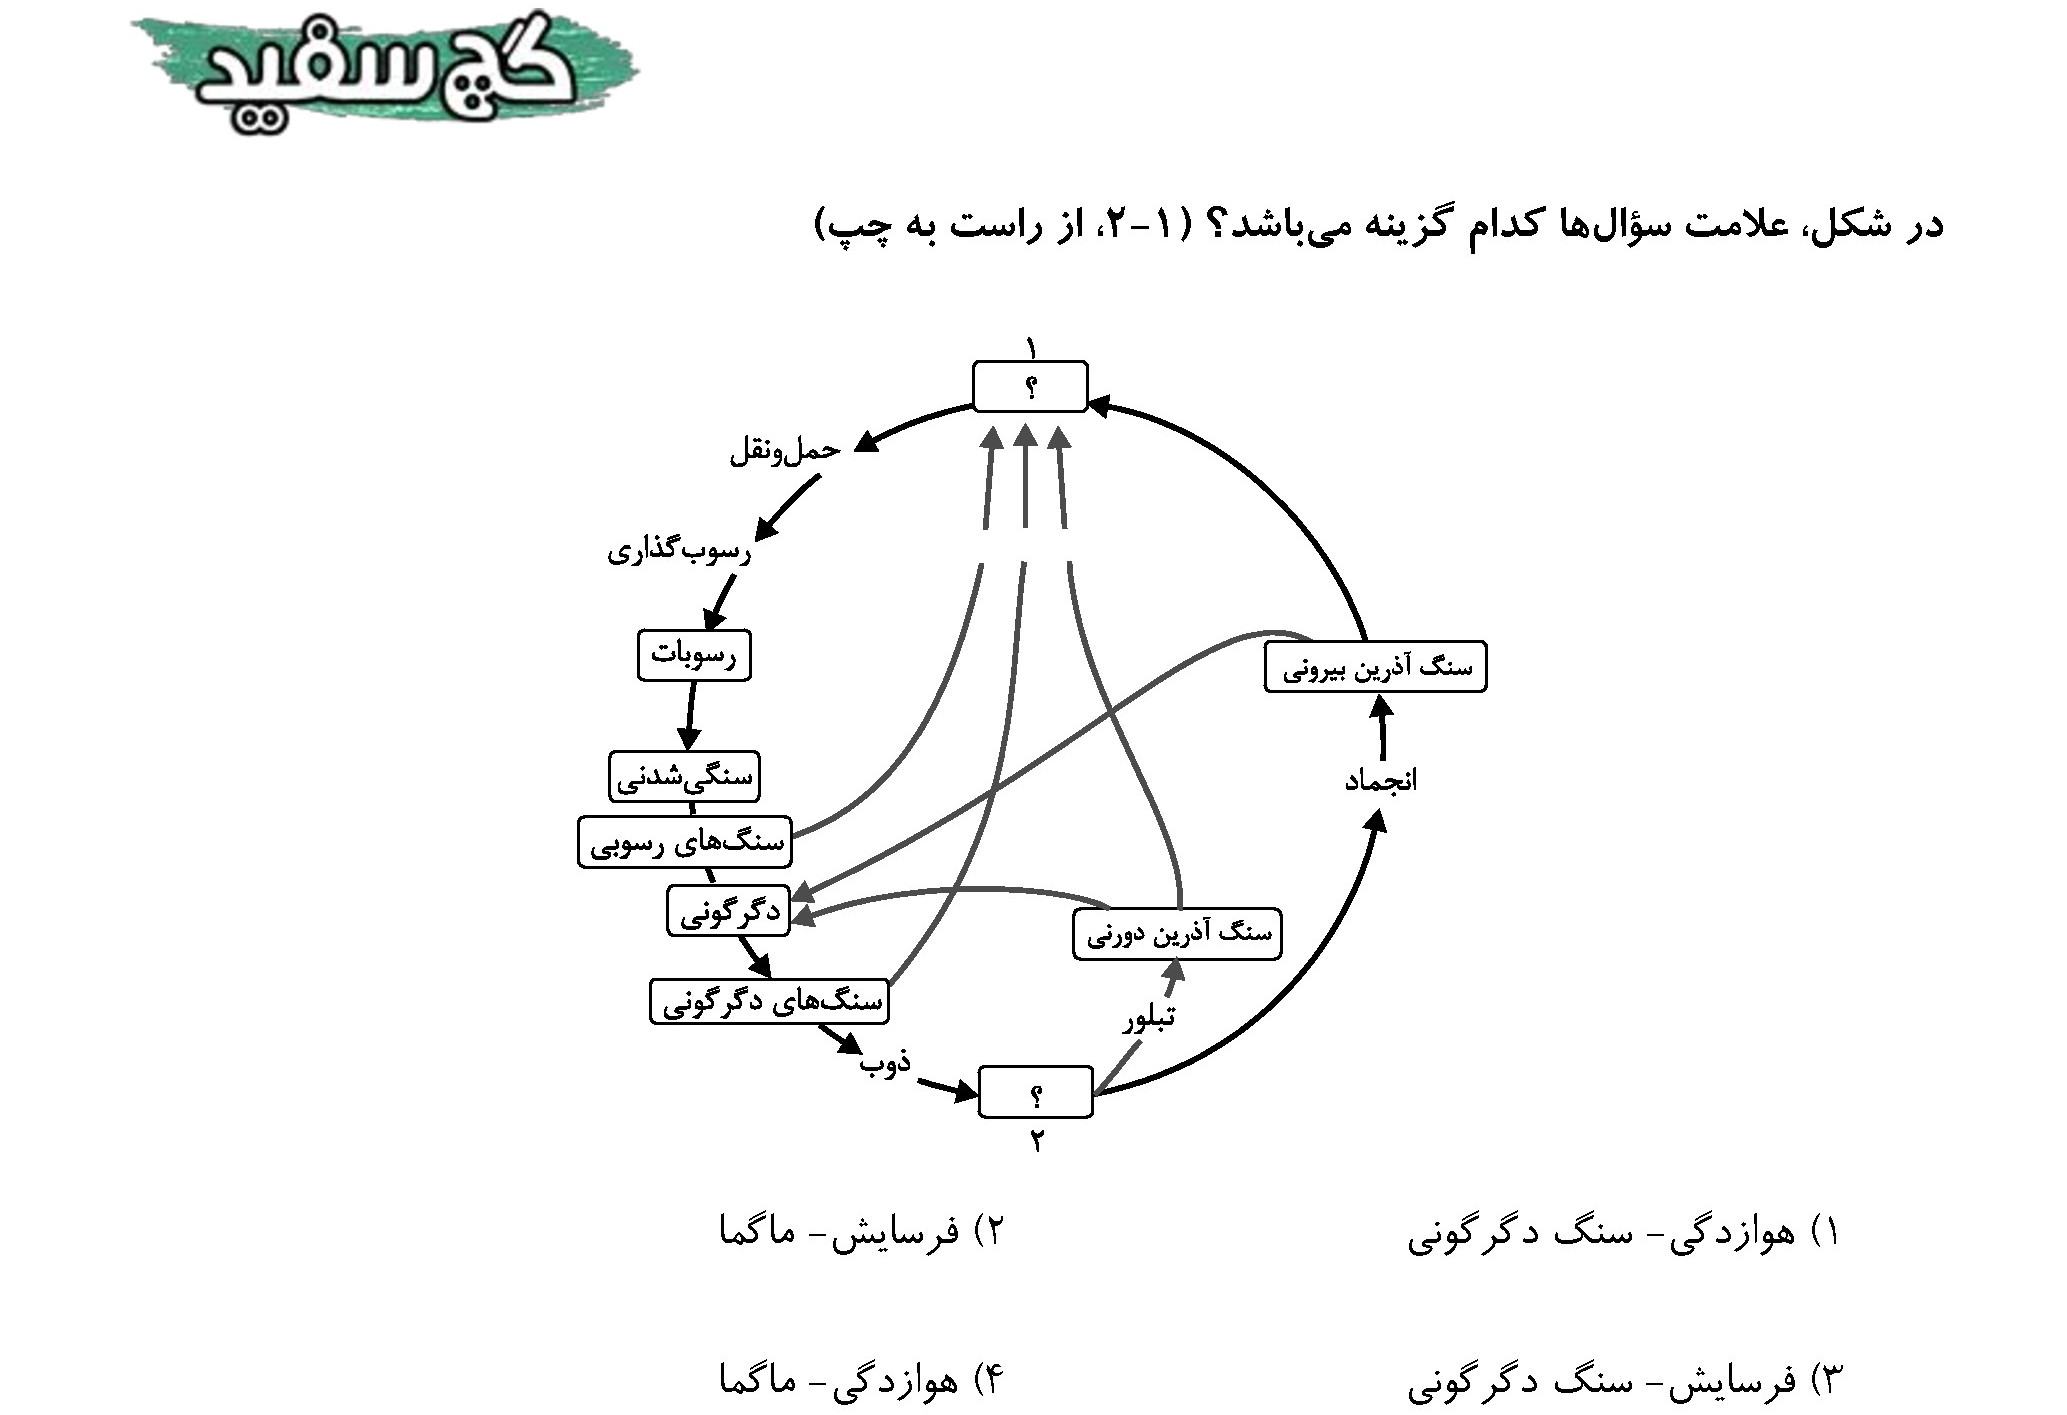 گچ سفید
در شکل، علامت سؤال‌ها کدام گزینه می‌باشد؟ (۱-۲، از راست به چپ)
۱
؟
حمل‌ونقل
رسوب‌گذاری
رسوبات
سنگ آذرین بیرونی
سنگی‌شدنی
انجماد
سنگ‌های رسوبی
دگرگونی
سنگ آذرین دورنی
سنگ‌های دگرگونی
تبلور
ذوب
؟
۲
۱) هوازدگی- سنگ دگرگونی
۲) فرسایش- ماگما
۳) فرسایش- سنگ دگرگونی
۴) هوازدگی- ماگما